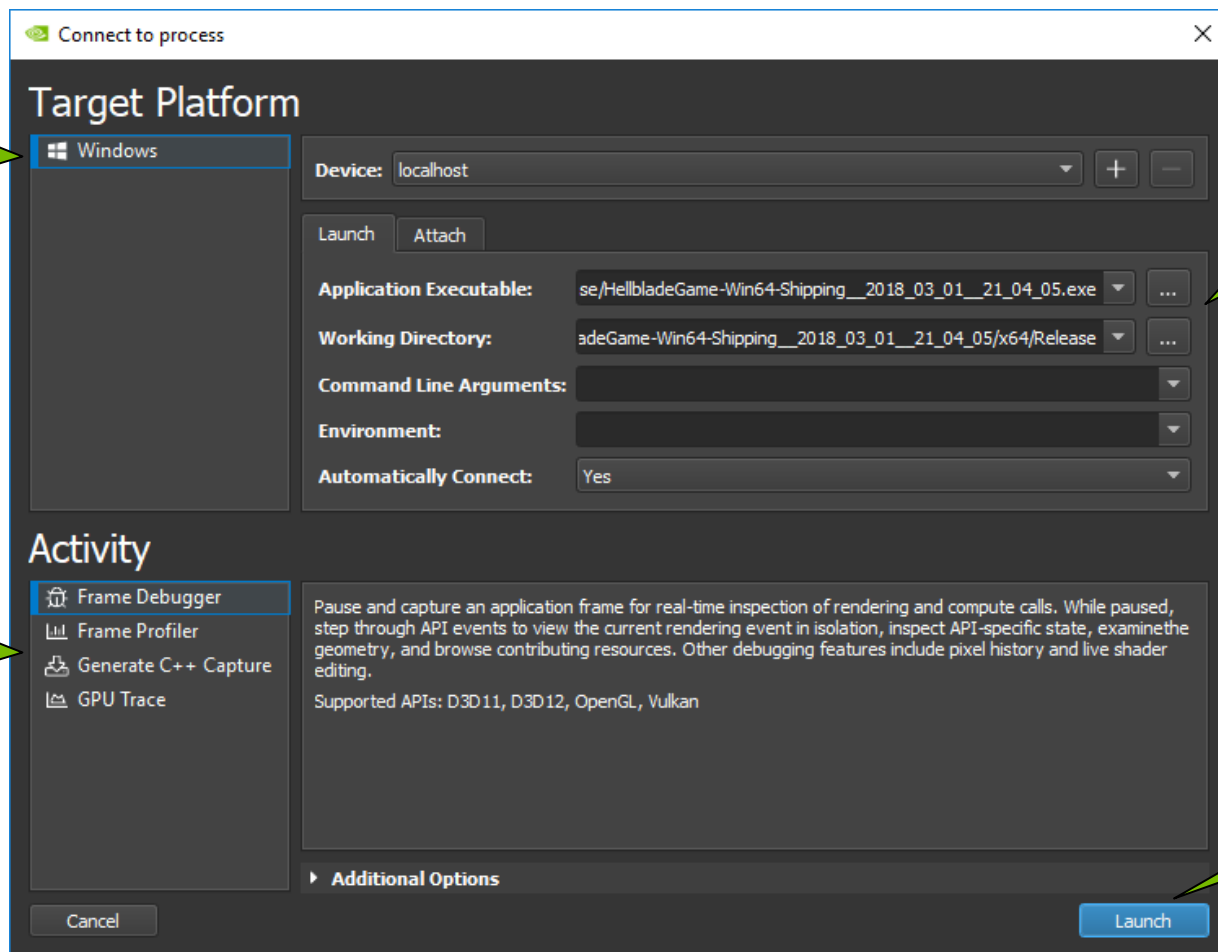 Connect to process
Target Platform
Windows
Device: localhost
Launch Attach
Application Executable: se/HellbladeGame-Win64-Shipping__2018_03_01__21_04_05.exe ...
Working Directory: adeGame-Win64-Shipping__2018_03_01__21_04_05/x64/Release ...
Command Line Arguments:
Environment:
Automatically Connect: Yes
Activity
Frame Debugger
Frame Profiler
Generate C++ Capture
GPU Trace
Pause and capture an application frame for real-time inspection of rendering and compute calls. While paused,
step through API events to view the current rendering event in isolation, inspect API-specific state, examinethe
geometry, and browse contributing resources. Other debugging features include pixel history and live shader
editing.
Supported APIs: D3D11, D3D12, OpenGL, Vulkan
Additional Options
Cancel Launch